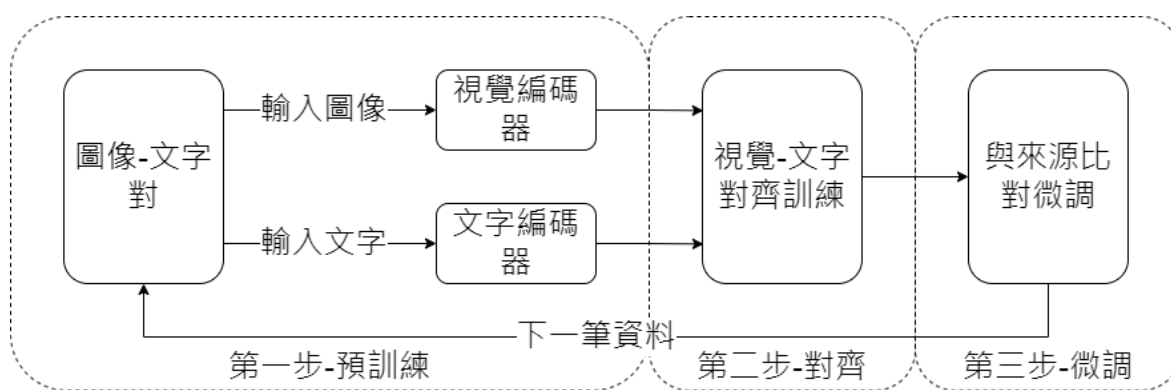 圖像-文字
對
輸入圖像
輸入文字
視覺編碼
器
文字編碼
器
視覺-文字
對齊訓練
與來源比
對微調
下一筆資料
第一步-預訓練
第二步-對齊
第三步-微調